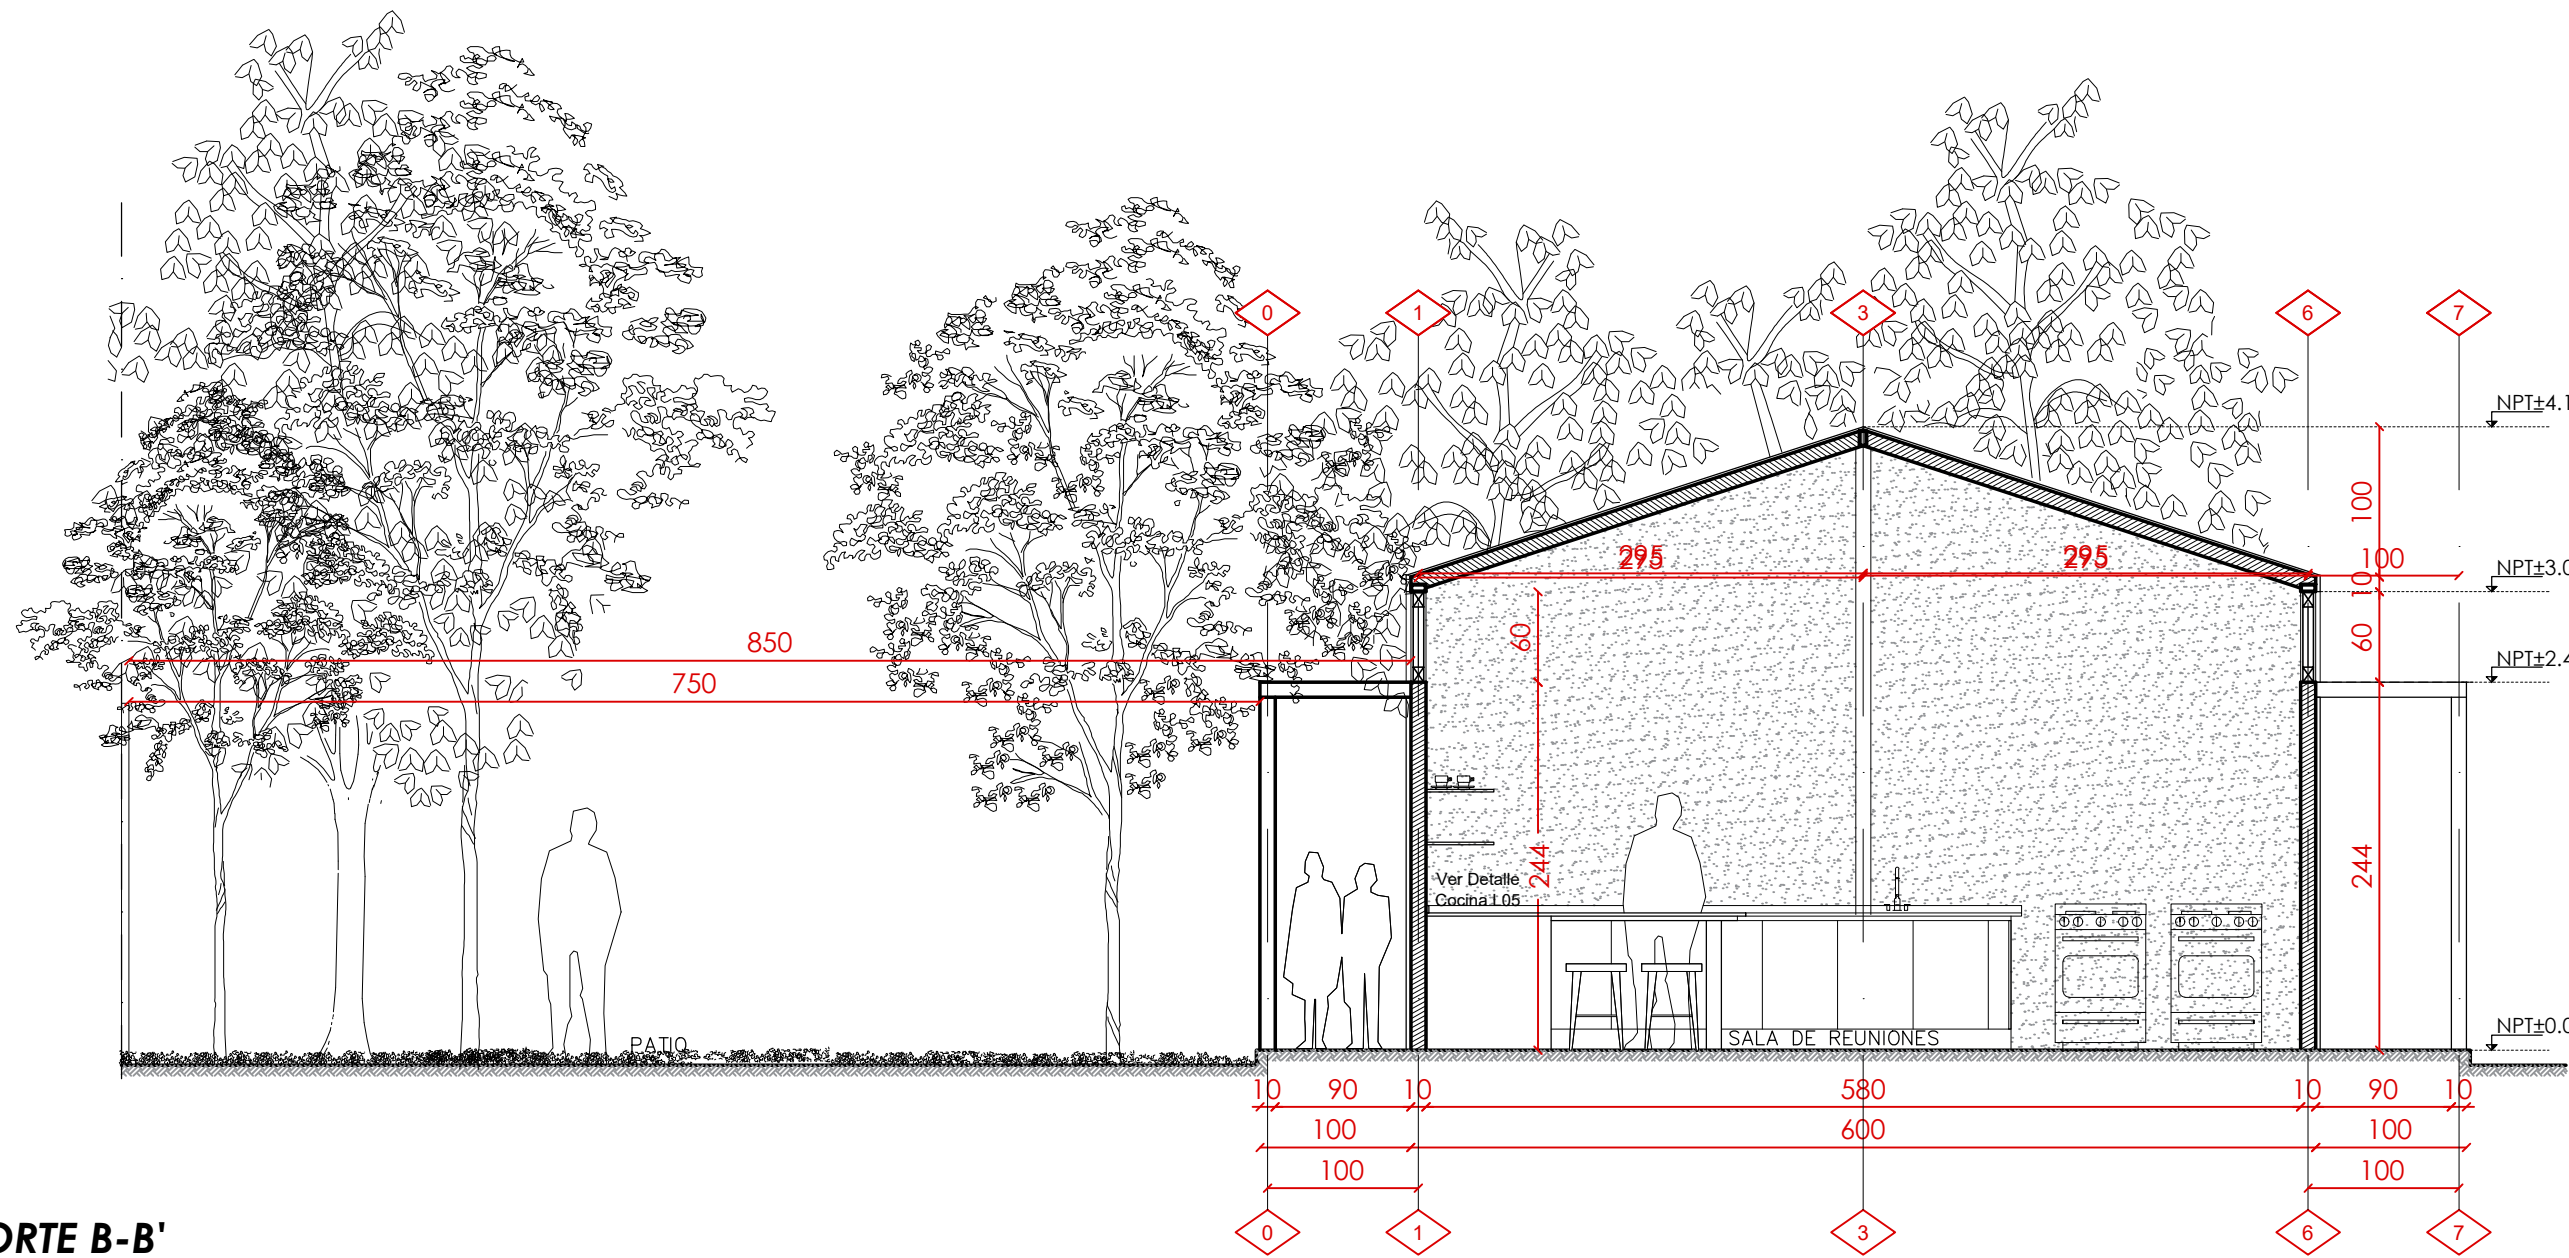 0 1 3 6 7
NPT±4.1
100
295 295 100
NPT±3.0
10
850
60 60
NPT±2.4
750
244 244
Ver Detalle
Cocina L05
PATIO
SALA DE REUNIONES
NPT±0.0
10 90 10 580 10 90 10
100 600 100
100 100
0 1 3 6 7
ORTE B-B'